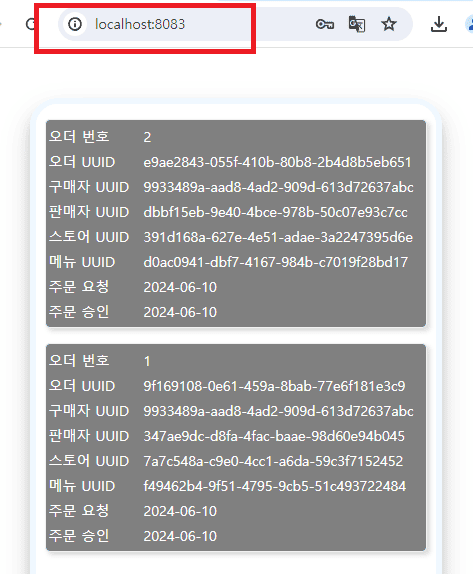 localhost:8083
오더 번호 2
오더 UUID e9ae2843-055f-410b-80b8-2b4d8b5eb651
구매자 UUID 9933489a-aad8-4ad2-909d-613d72637abc
판매자 UUID dbbf15eb-9e40-4bce-978b-50c07e93c7cc
스토어 UUID 391d168a-627e-4e51-adae-3a2247395d6e
메뉴 UUID d0ac0941-dbf7-4167-984b-c7019f28bd17
주문 요청 2024-06-10
주문 승인 2024-06-10
오더 번호 1
오더 UUID 9f169108-0e61-459a-8bab-77e6f181e3c9
구매자 UUID 9933489a-aad8-4ad2-909d-613d72637abc
판매자 UUID 347ae9dc-d8fa-4fac-baae-98d60e94b045
스토어 UUID 7a7c548a-c9e0-4cc1-a6da-59c3f7152452
메뉴 UUID f49462b4-9f51-4795-9cb5-51c493722484
주문 요청 2024-06-10
주문 승인 2024-06-10